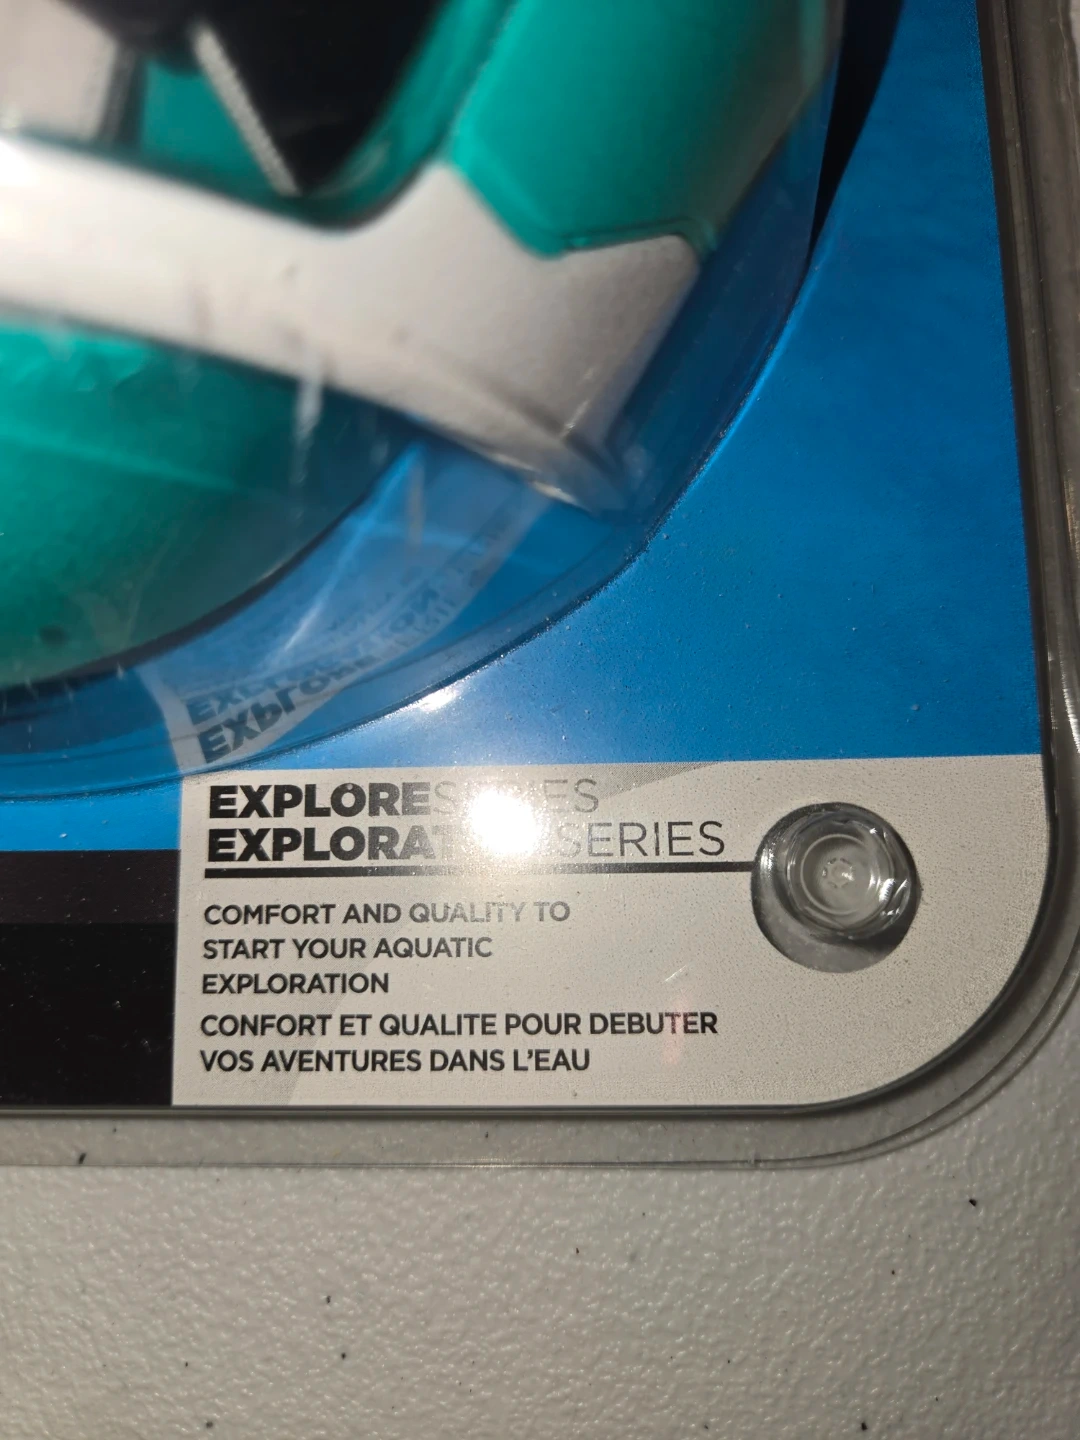 EXPLORE SERIES
SERIES
COMFORT AND QUALITY TO
START YOUR AQUATIC
EXPLORATION
CONFORT ET QUALITE POUR DEBUTER
VOS AVENTURES DANS L'EAU